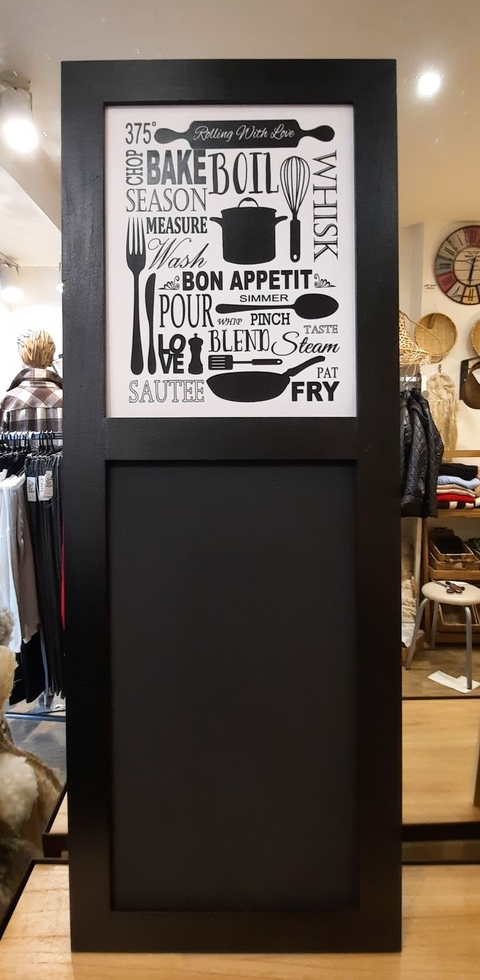 375°
Rolling With Love
CHOP
BAKE
BOIL
WHISK
SEASON
MEASURE
Wash
BON APPETIT
POUR
SIMMER
WHIP
PINCH
TASTE
LOVE
BLEND
Steam
PAT
SAUTEE
FRY